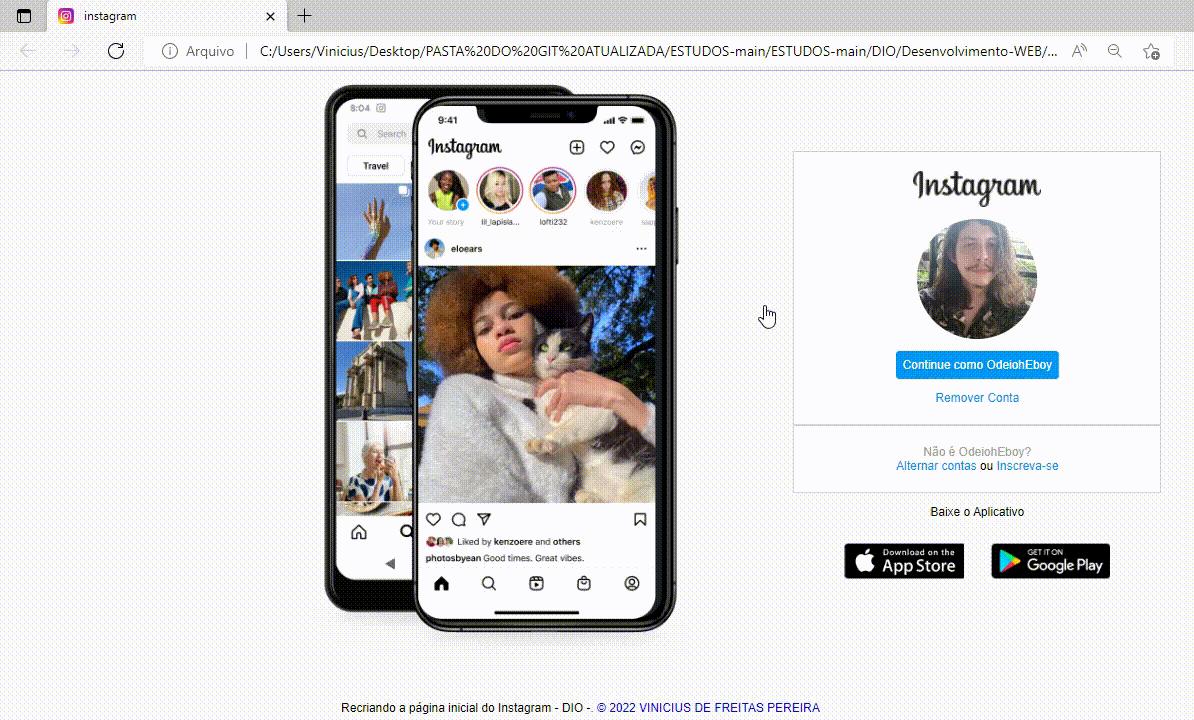 instagram
Arquivo
C:/Users/Vinicius/Desktop/PASTA%20DO%20GIT%20ATUALIZADA/ESTUDOS-main/ESTUDOS-main/DIO/Desenvolvimento-WEB/...
8:04
Search
Travel
9:41
Instagram
Your story
lil_lapisla...
lofti232
kenzoere
eloears
Liked by kenzoere and others
photosbyean Good times. Great vibes.
Instagram
Continue como OdeiohEboy
Remover Conta
Não é OdeiohEboy?
Alternar contas ou Inscreva-se
Baixe o Aplicativo
Download on the
App Store
GET IT ON
Google Play
Recriando a página inicial do Instagram - DIO -. © 2022 VINICIUS DE FREITAS PEREIRA